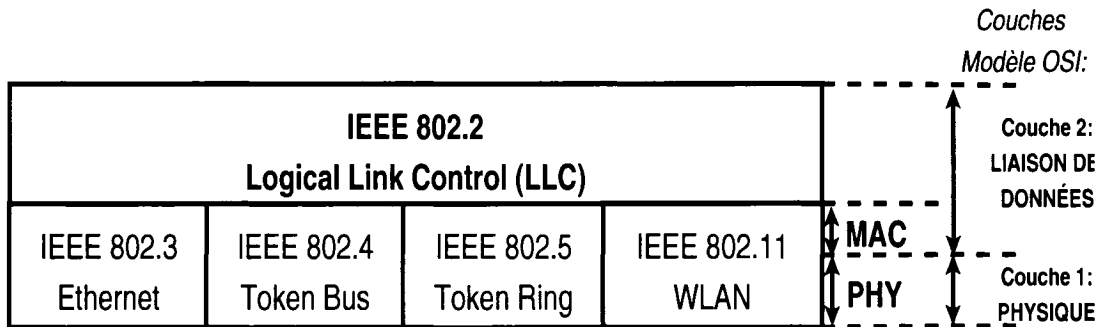 Couches
Modèle OSI:
IEEE 802.2
Logical Link Control (LLC)
Couche 2:
LIAISON DE
DONNÉES
IEEE 802.3
Ethernet
IEEE 802.4
Token Bus
IEEE 802.5
Token Ring
IEEE 802.11
WLAN
MAC
PHY
Couche 1:
PHYSIQUE